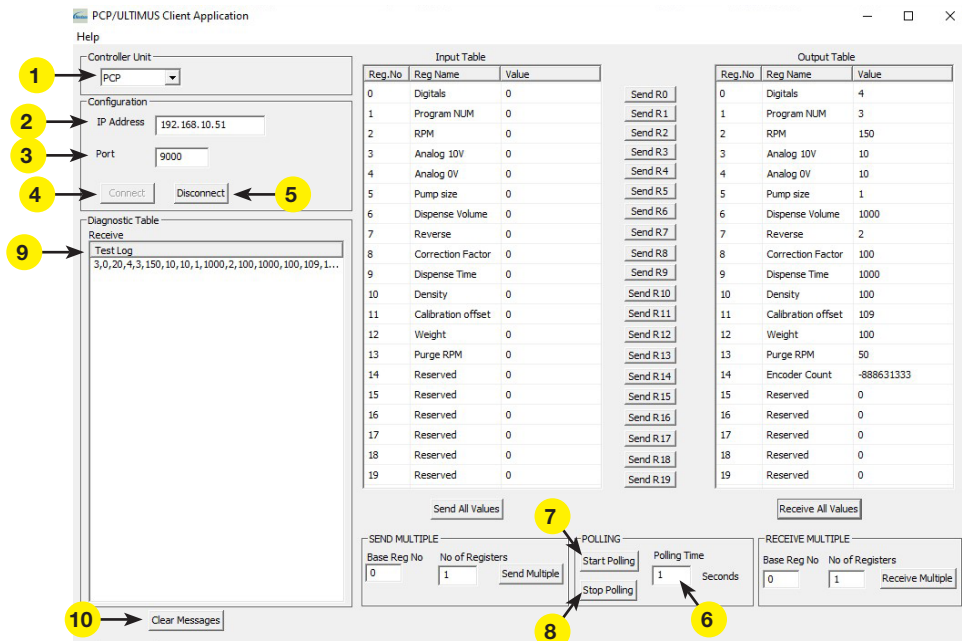 PCP/ULTIMUS Client Application
Help
Controller Unit
1
PCP
Configuration
2
IP Address 192.168.10.51
3
Port 9000
4
Connect Disconnect
5
Diagnostic Table
Receive
9
Test Log
3,0,20,4,3,150,10,10,1,1000,2,100,1000,100,109,1...
10
Clear Messages
Input Table
Reg.No Reg Name Value
0 Digitals 0
1 Program NUM 0
2 RPM 0
3 Analog 10V 0
4 Analog 0V 0
5 Pump size 0
6 Dispense Volume 0
7 Reverse 0
8 Correction Factor 0
9 Dispense Time 0
10 Density 0
11 Calibration offset 0
12 Weight 0
13 Purge RPM 0
14 Reserved 0
15 Reserved 0
16 Reserved 0
17 Reserved 0
18 Reserved 0
19 Reserved 0
Send All Values
Send R0
Send R1
Send R2
Send R3
Send R4
Send R5
Send R6
Send R7
Send R8
Send R9
Send R10
Send R11
Send R12
Send R13
Send R14
Send R15
Send R16
Send R17
Send R18
Send R19
Output Table
Reg.No Reg Name Value
0 Digitals 4
1 Program NUM 3
2 RPM 150
3 Analog 10V 10
4 Analog 0V 10
5 Pump size 1
6 Dispense Volume 1000
7 Reverse 2
8 Correction Factor 100
9 Dispense Time 1000
10 Density 100
11 Calibration offset 109
12 Weight 100
13 Purge RPM 50
14 Encoder Count -888631333
15 Reserved 0
16 Reserved 0
17 Reserved 0
18 Reserved 0
19 Reserved 0
Receive All Values
SEND MULTIPLE
Base Reg No No of Registers
0 1 Send Multiple
7
POLLING
Start Polling Polling Time
1 Seconds
Stop Polling
8
6
RECEIVE MULTIPLE
Base Reg No No of Registers
0 1 Receive Multiple